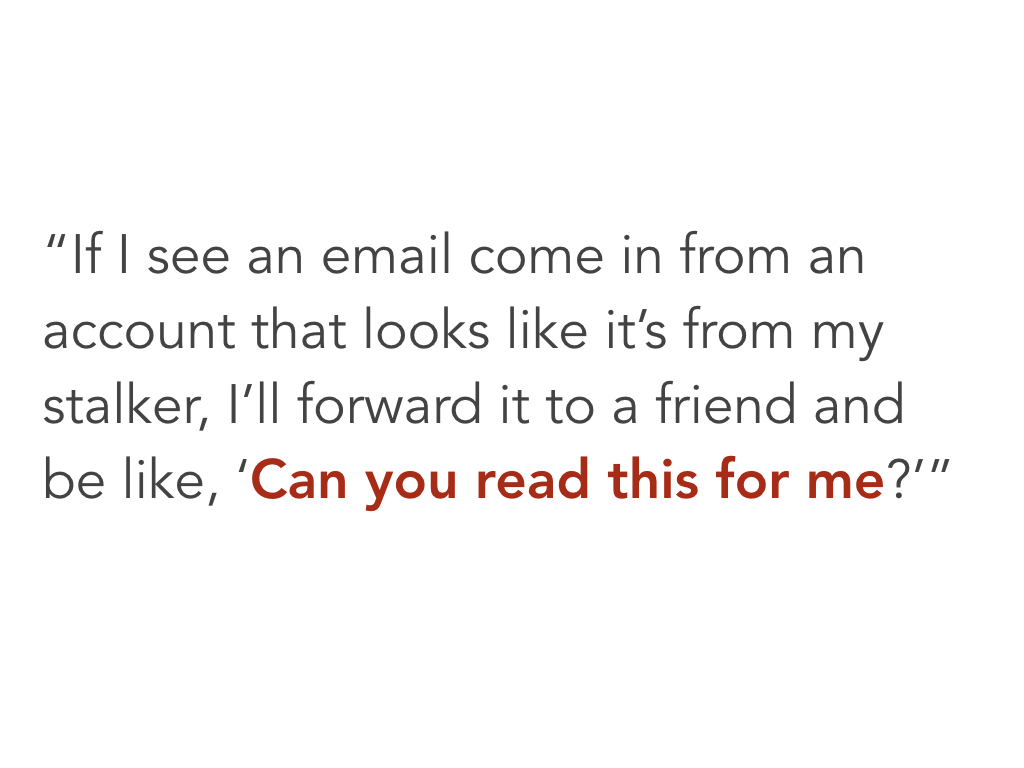 “If I see an email come in from an
account that looks like it’s from my
stalker, I’ll forward it to a friend and
be like, ‘Can you read this for me?’”